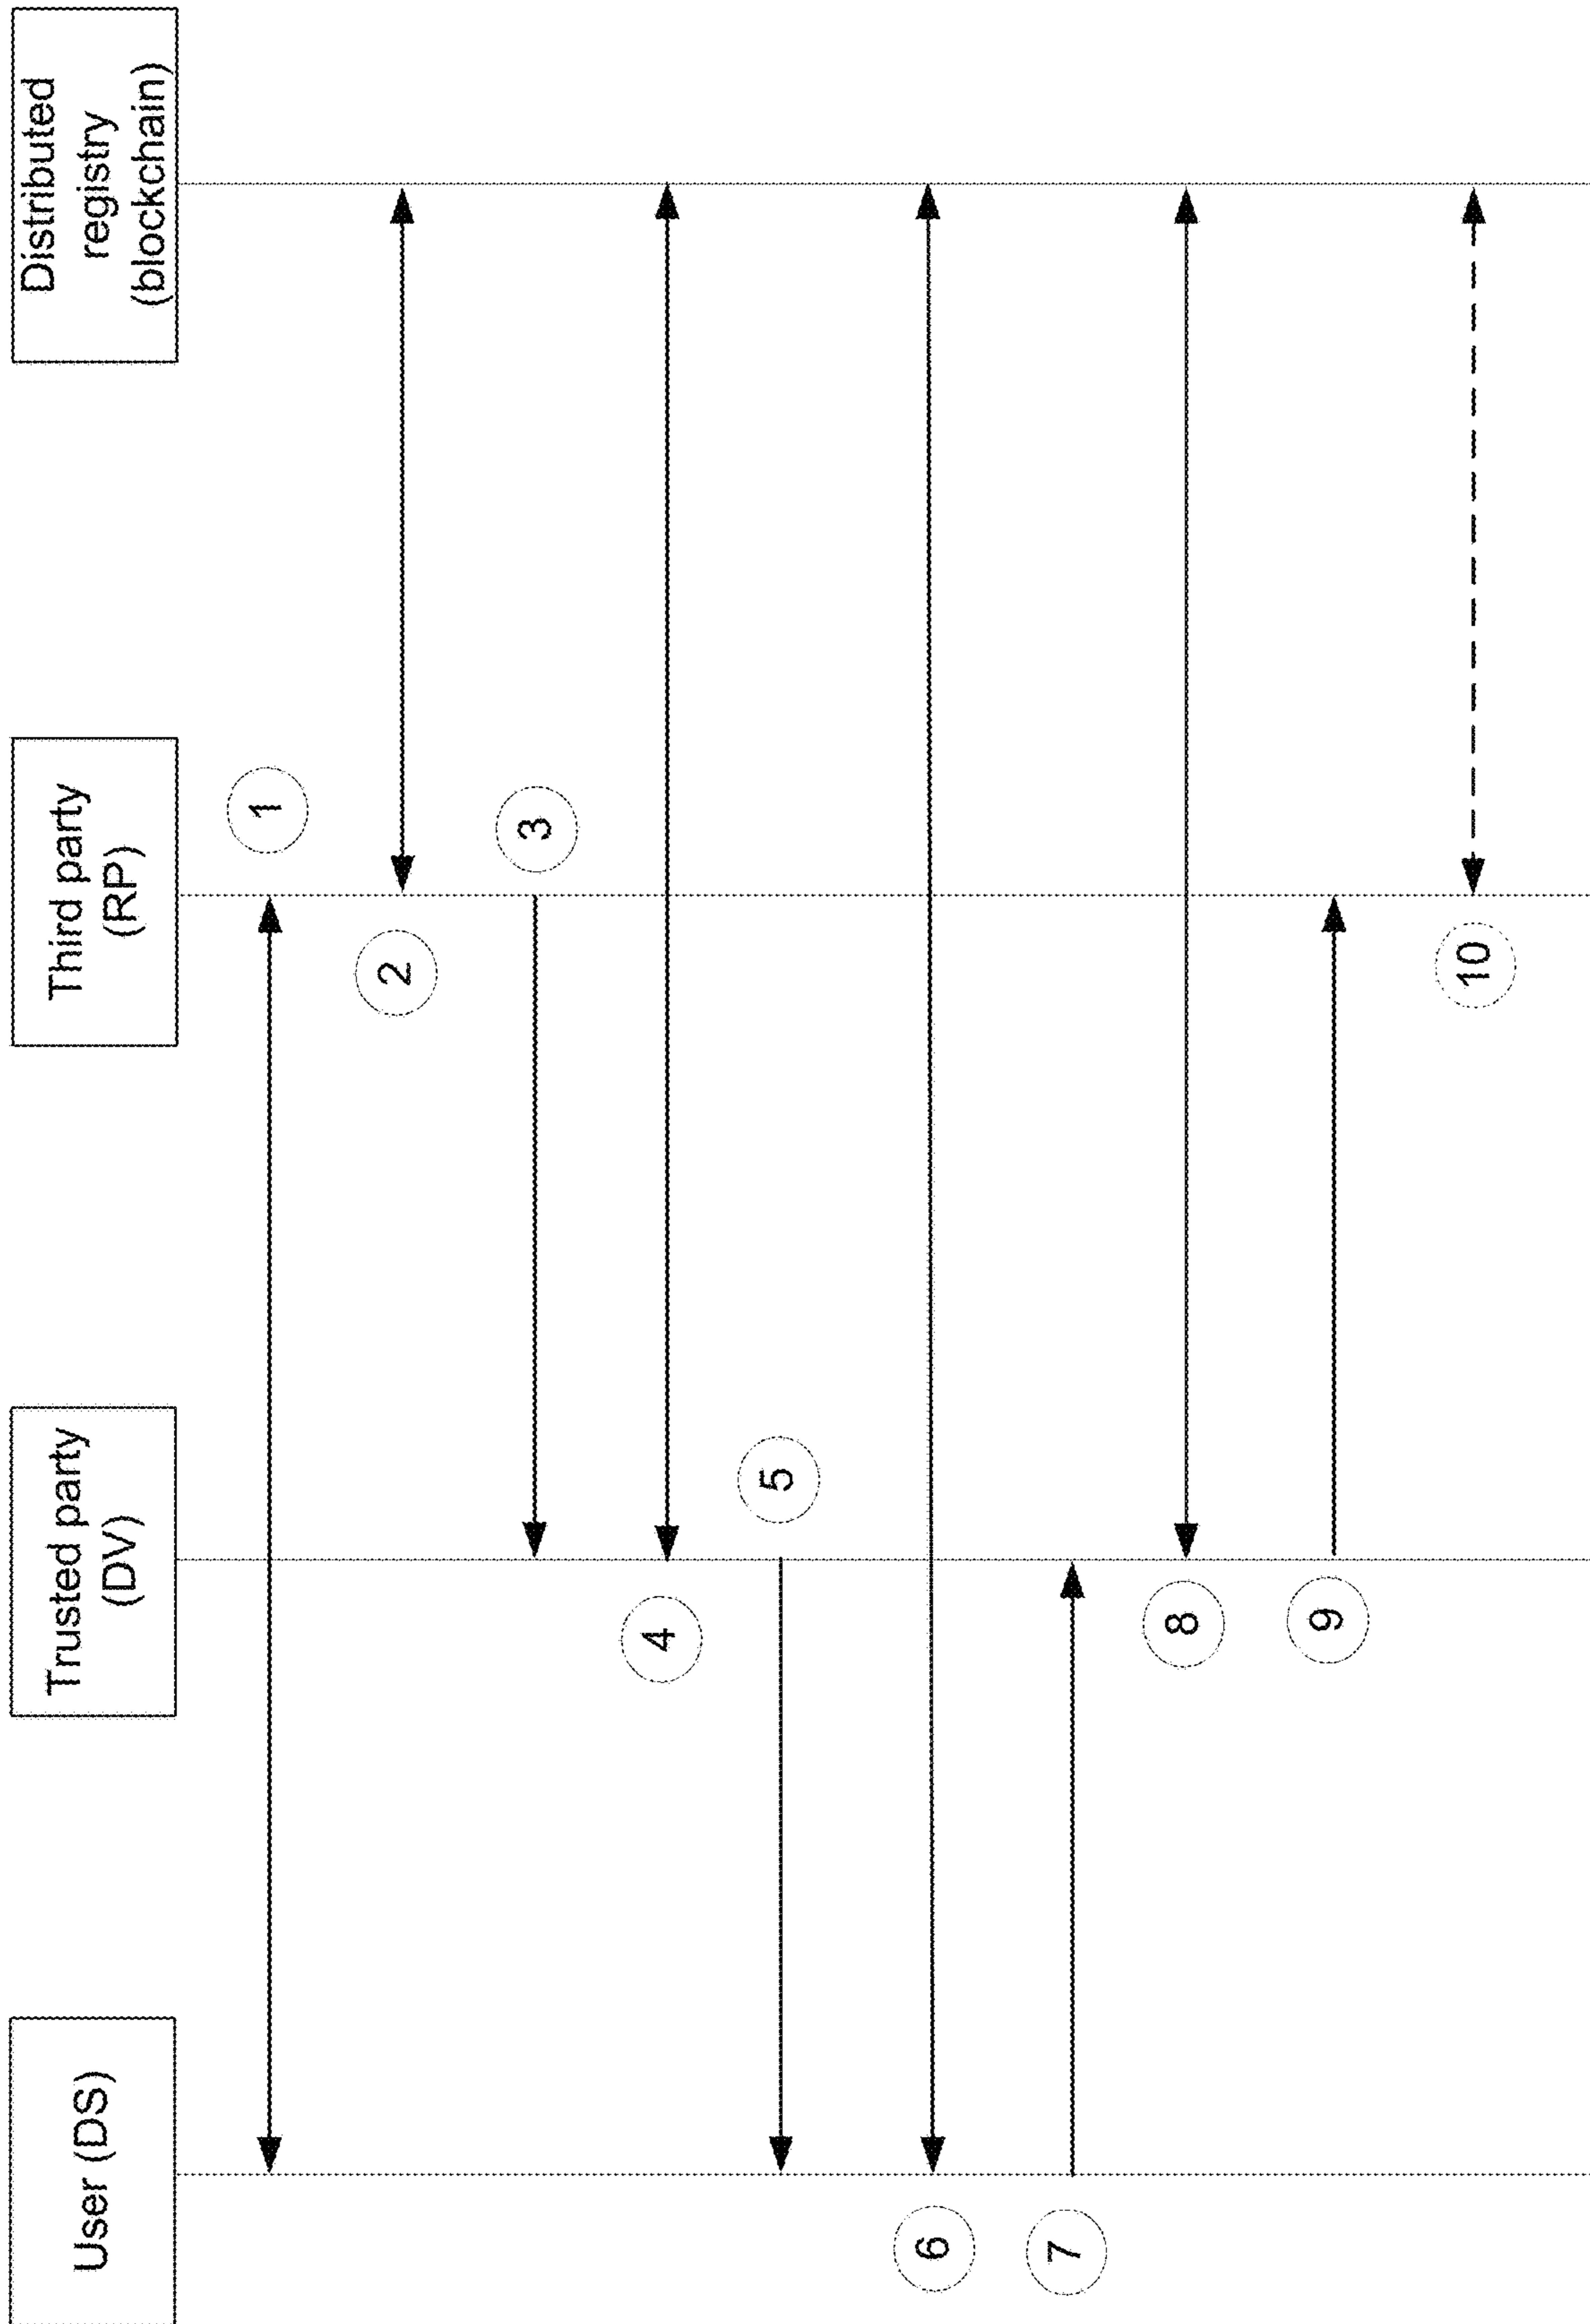 User (DS)
Trusted party
(DV)
Third party
(RP)
Distributed
registry
(blockchain)
1
2
3
4
5
6
7
8
9
10